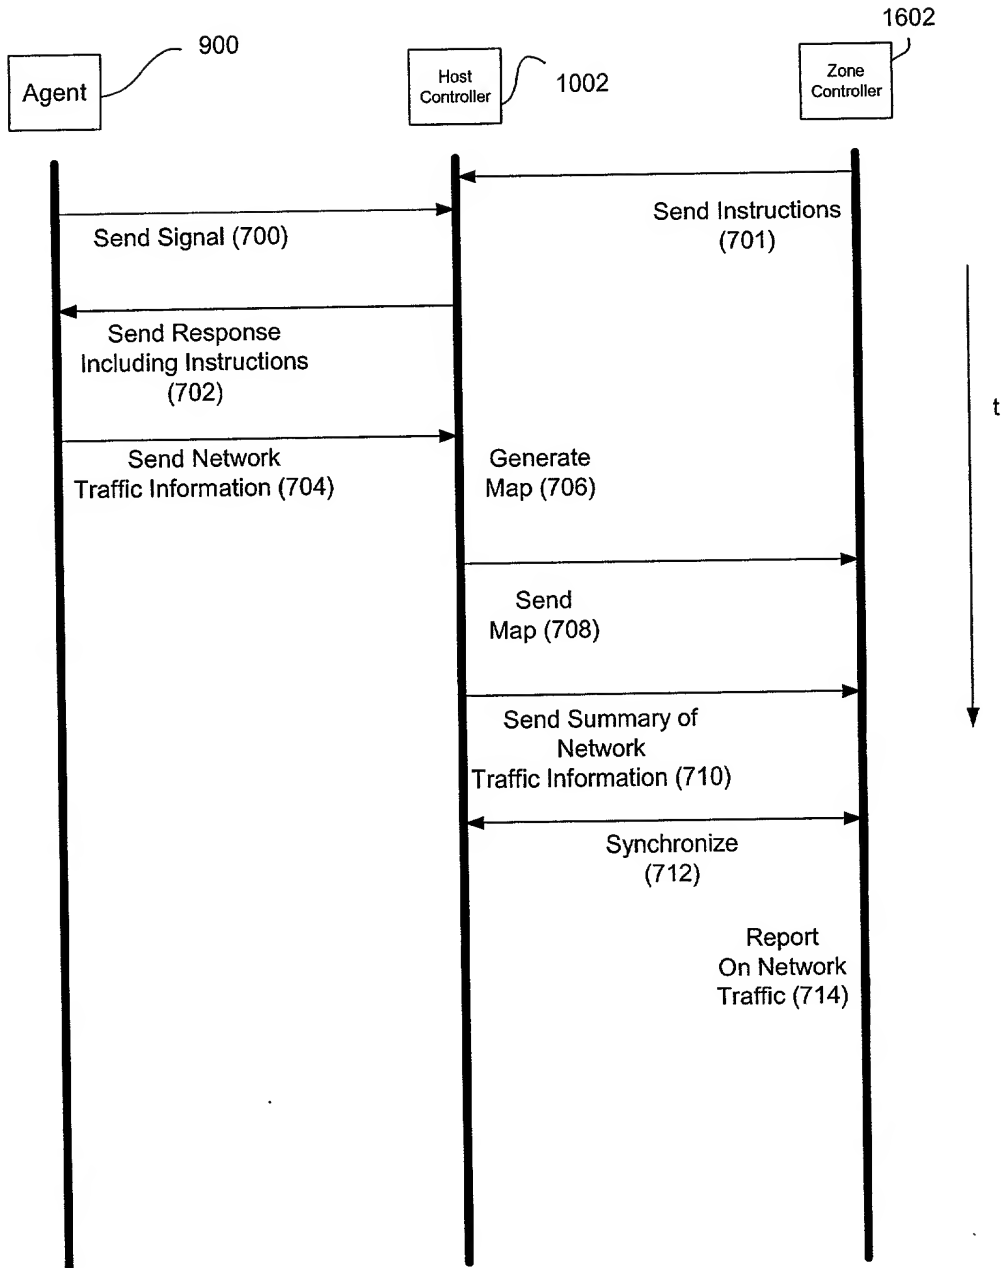 1602
900
Agent
Host
Controller
1002
Zone
Controller
Send Instructions
(701)
Send Signal (700)
Send Response
Including Instructions
(702)
t
Send Network
Traffic Information (704)
Generate
Map (706)
Send
Map (708)
Send Summary of
Network
Traffic Information (710)
Synchronize
(712)
Report
On Network
Traffic (714)